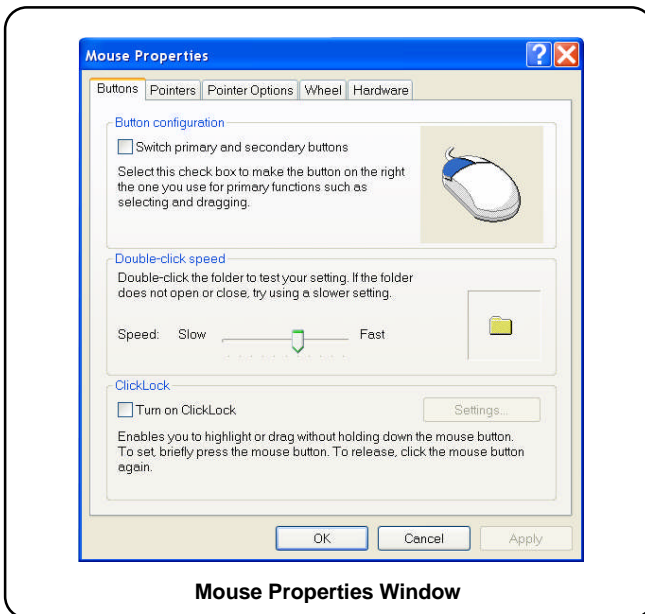 Mouse Properties
?
X
Buttons Pointers Pointer Options Wheel Hardware
Button configuration
Switch primary and secondary buttons
Select this check box to make the button on the right
the one you use for primary functions such as
selecting and dragging.
Double-click speed
Double-click the folder to test your setting. If the folder
does not open or close, try using a slower setting.
Speed: Slow Fast
ClickLock
Turn on ClickLock Settings...
Enables you to highlight or drag without holding down the mouse button.
To set, briefly press the mouse button. To release, click the mouse button
again.
OK Cancel Apply
Mouse Properties Window